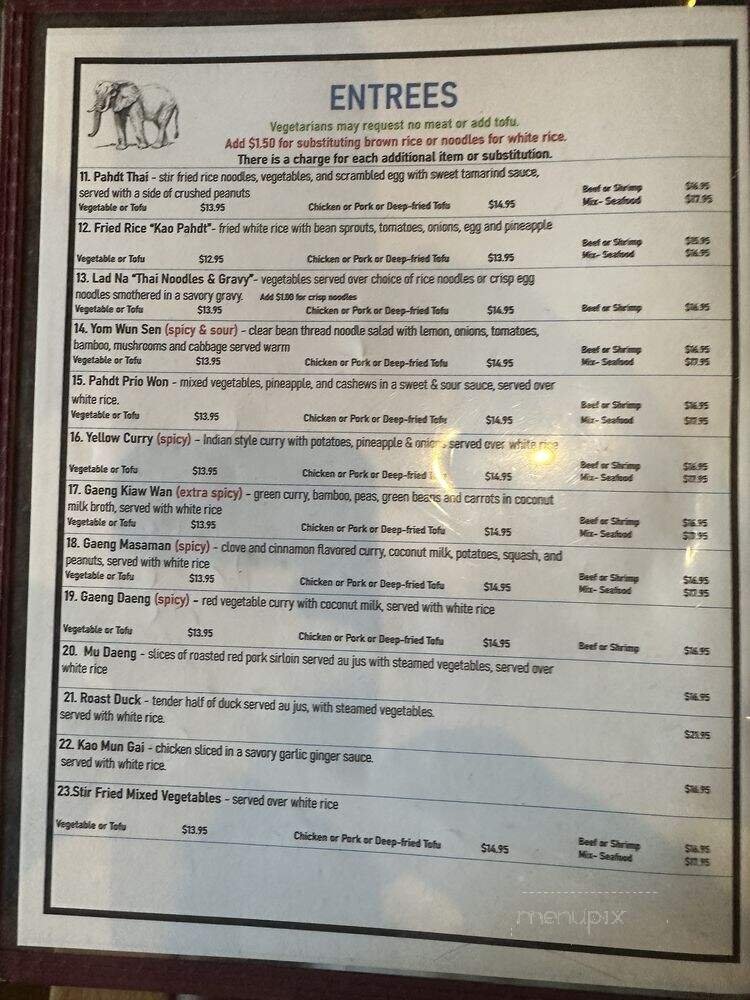 ENTREES
Vegetarians may request no meat or add tofu.
Add $1.50 for substituting brown rice or noodles for white rice.
There is a charge for each additional item or substitution.
11. Pahdt Thai - stir fried rice noodles, vegetables, and scrambled egg with sweet tamarind sauce,
served with a side of crushed peanuts
Beef or Shrimp $16.95
Vegetable or Tofu $13.95 Chicken or Pork or Deep-fried Tofu $14.95 Mix- Seafood $17.95
12. Fried Rice "Kao Pahdt"- fried white rice with bean sprouts, tomatoes, onions, egg and pineapple
Beef or Shrimp $15.95
Vegetable or Tofu $12.95 Chicken or Pork or Deep-fried Tofu $13.95 Mix- Seafood $16.95
13. Lad Na "Thai Noodles & Gravy"- vegetables served over choice of rice noodles or crisp egg
noodles smothered in a savory gravy. Add $1.00 for crisp noodles
Vegetable or Tofu $13.95 Chicken or Pork or Deep-fried Tofu $14.95 Beef or Shrimp $16.95
14. Yom Wun Sen (spicy & sour) - clear bean thread noodle salad with lemon, onions, tomatoes,
bamboo, mushrooms and cabbage served warm
Beef or Shrimp $16.95
Vegetable or Tofu $13.95 Chicken or Pork or Deep-fried Tofu $14.95 Mix- Seafood $17.95
15. Pahdt Prio Won - mixed vegetables, pineapple, and cashews in a sweet & sour sauce, served over
white rice.
Beef or Shrimp $16.95
Vegetable or Tofu $13.95 Chicken or Pork or Deep-fried Tofu $14.95 Mix- Seafood $17.95
16. Yellow Curry (spicy) - Indian style curry with potatoes, pineapple & served over white rice
Beef or Shrimp $16.95
Vegetable or Tofu $13.95 Chicken or Pork or Deep-fried $14.95 Mix- Seafood $17.95
17. Gaeng Kiaw Wan (extra spicy) - green curry, bamboo, peas, green beans and carrots in coconut
milk broth, served with white rice
Beef or Shrimp $16.95
Vegetable or Tofu $13.95 Chicken or Pork or Deep-fried Tofu $14.95 Mix- Seafood
18. Gaeng Masaman (spicy) - clove and cinnamon flavored curry, coconut milk, potatoes, squash, and
peanuts, served with white rice
Beef or Shrimp $16.95
Vegetable or Tofu $13.95 Chicken or Pork or Deep-fried Tofu $14.95 Mix- Seafood $17.95
19. Gaeng Daeng (spicy) - red vegetable curry with coconut milk, served with white rice
Vegetable or Tofu $13.95 Chicken or Pork or Deep-fried Tofu $14.95 Beef or Shrimp $16.95
20. Mu Daeng - slices of roasted red pork sirloin served au jus with steamed vegetables, served over
white rice
$16.95
21. Roast Duck - tender half of duck served au jus, with steamed vegetables.
served with white rice.
$21.95
22. Kao Mun Gai - chicken sliced in a savory garlic ginger sauce.
served with white rice.
$16.95
23.Stir Fried Mixed Vegetables - served over white rice
Beef or Shrimp $16.95
Vegetable or Tofu $13.95 Chicken or Pork or Deep-fried Tofu $14.95 Mix- Seafood $17.95
menupix